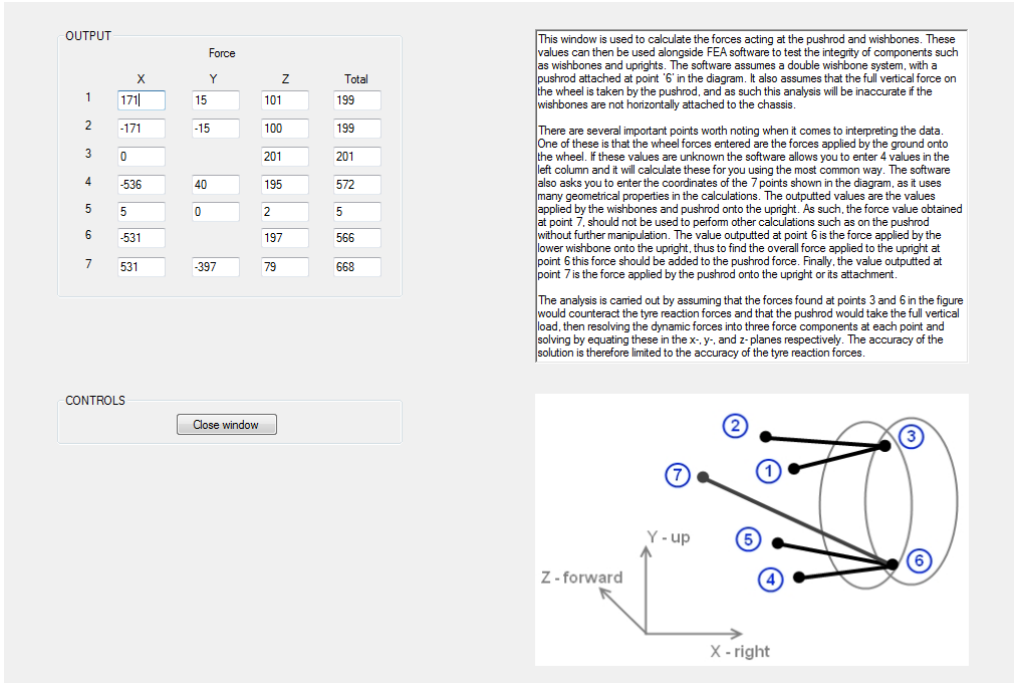 OUTPUT
Force
X Y Z Total
1 171 15 101 199
2 -171 -15 100 199
3 0 201 201
4 -536 40 195 572
5 5 0 2 5
6 -531 197 566
7 531 -397 79 668
This window is used to calculate the forces acting at the pushrod and wishbones. These
values can then be used alongside FEA software to test the integrity of components such
as wishbones and uprights. The software assumes a double wishbone system, with a
pushrod attached at point `6' in the diagram. It also assumes that the full vertical force on
the wheel is taken by the pushrod, and as such this analysis will be inaccurate if the
wishbones are not horizontally attached to the chassis.
There are several important points worth noting when it comes to interpreting the data.
One of these is that the wheel forces entered are the forces applied by the ground onto
the wheel. If these values are unknown the software allows you to enter 4 values in the
left column and it will calculate these for you using the most common way. The software
also asks you to enter the coordinates of the 7 points shown in the diagram, as it uses
many geometrical properties in the calculations. The outputted values are the values
applied by the wishbones and pushrod onto the upright. As such, the force value obtained
at point 7, should not be used to perform other calculations such as on the pushrod
without further manipulation. The value outputted at point 6 is the force applied by the
lower wishbone onto the upright, thus to find the overall force applied to the upright at
point 6 this force should be added to the pushrod force. Finally, the value outputted at
point 7 is the force applied by the pushrod onto the upright or its attachment.
The analysis is carried out by assuming that the forces found at points 3 and 6 in the figure
would counteract the tyre reaction forces and that the pushrod would take the full vertical
load, then resolving the dynamic forces into three force components at each point and
solving by equating these in the x-, y-, and z- planes respectively. The accuracy of the
solution is therefore limited to the accuracy of the tyre reaction forces.
CONTROLS
Close window
2
3
7
1
Y - up
5
6
Z - forward
4
X - right